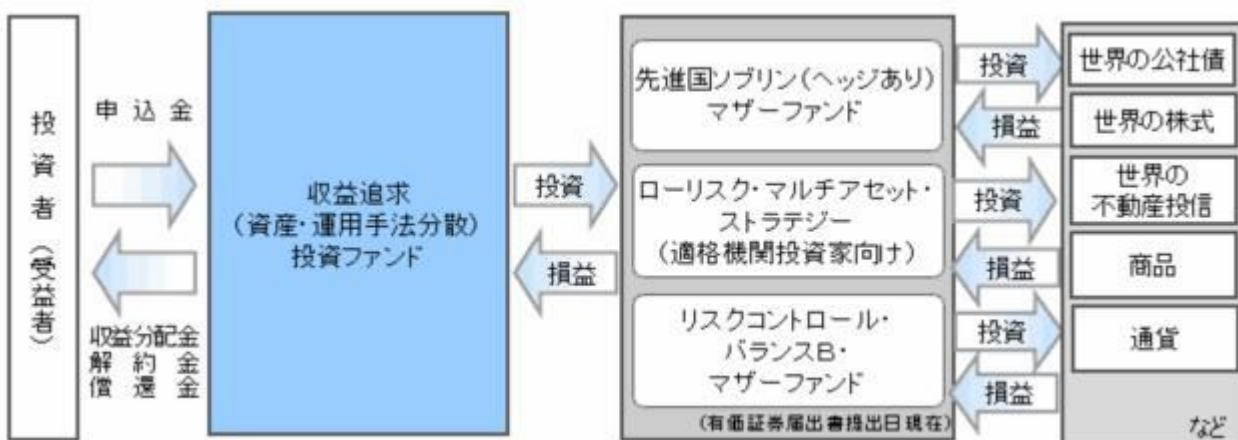 投資者（受益者）
申込金
収益分配金
解約金
償還金
収益追求
（資産・運用手法分散）
投資ファンド
投資
損益
先進国ソブリン（ヘッジあり）
マザーファンド
ローリスク・マルチアセット・
ストラテジー
（適格機関投資家向け）
リスクコントロール・
バランスB・
マザーファンド
（有価証券届出書提出日現在）
投資
損益
投資
損益
投資
損益
世界の公社債
世界の株式
世界の
不動産投信
商品
通貨
など